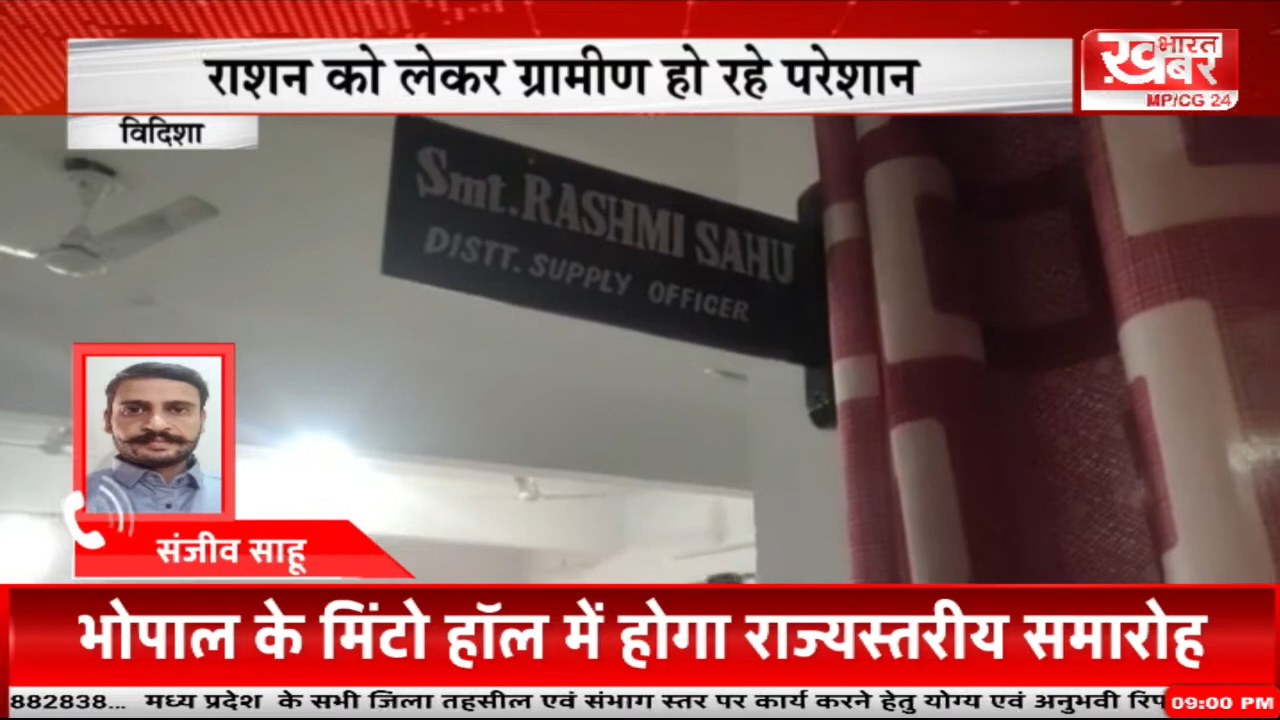 राशन को लेकर ग्रामीण हो रहे परेशान
भारत
ख़बर
MP/CG 24
विदिशा
Smt. RASHMI SAHU
DISTT. SUPPLY OFFICER
संजीव साहू
भोपाल के मिंटो हॉल में होगा राज्यस्तरीय समारोह
882838... मध्य प्रदेश के सभी जिला तहसील एवं संभाग स्तर पर कार्य करने हेतु योग्य एवं अनुभवी रिप
09:00 PM